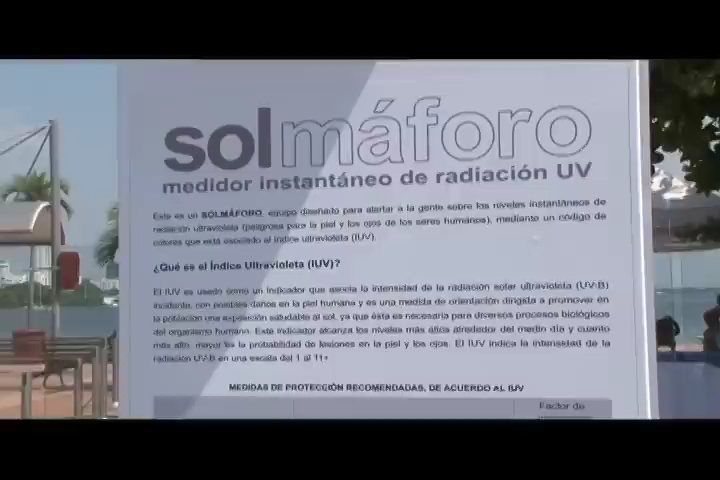 solmáforo
medidor instantáneo de radiación UV
Este es un SOLMÁFORO, equipo diseñado para alertar a la gente sobre los niveles instantáneos de
radiación ultravioleta (peligrosa para la piel y los ojos de los seres humanos), mediante un código de
colores que está asociado al índice ultravioleta (IUV).
¿Qué es el Índice Ultravioleta (IUV)?
El IUV es usado como un indicador que asocia la intensidad de la radiación solar ultravioleta (UV-B)
incidente, con posibles daños en la piel humana y es una medida de orientación dirigida a promover en
la población una exposición saludable al sol, ya que ésta es necesaria para diversos procesos biológicos
del organismo humano. Este indicador alcanza los niveles más altos alrededor del medio día y cuanto
más alto, mayor es la probabilidad de lesiones en la piel y los ojos. El IUV indica la intensidad de la
radiación UV-B en una escala del 1 al 11+
MEDIDAS DE PROTECCIÓN RECOMENDADAS, DE ACUERDO AL IUV
Factor de